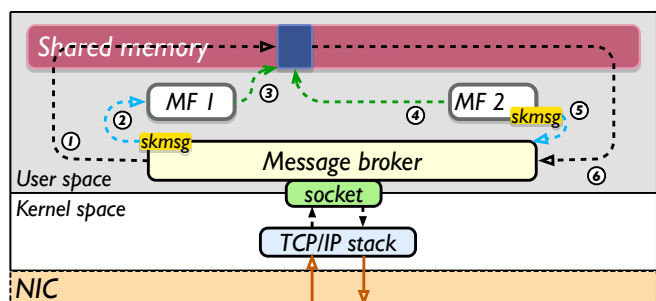 Shared memory
MF 1
③
MF 2
②
④
⑤
skmsg
①
skmsg
Message broker
⑥
User space
socket
Kernel space
TCP/IP stack
NIC